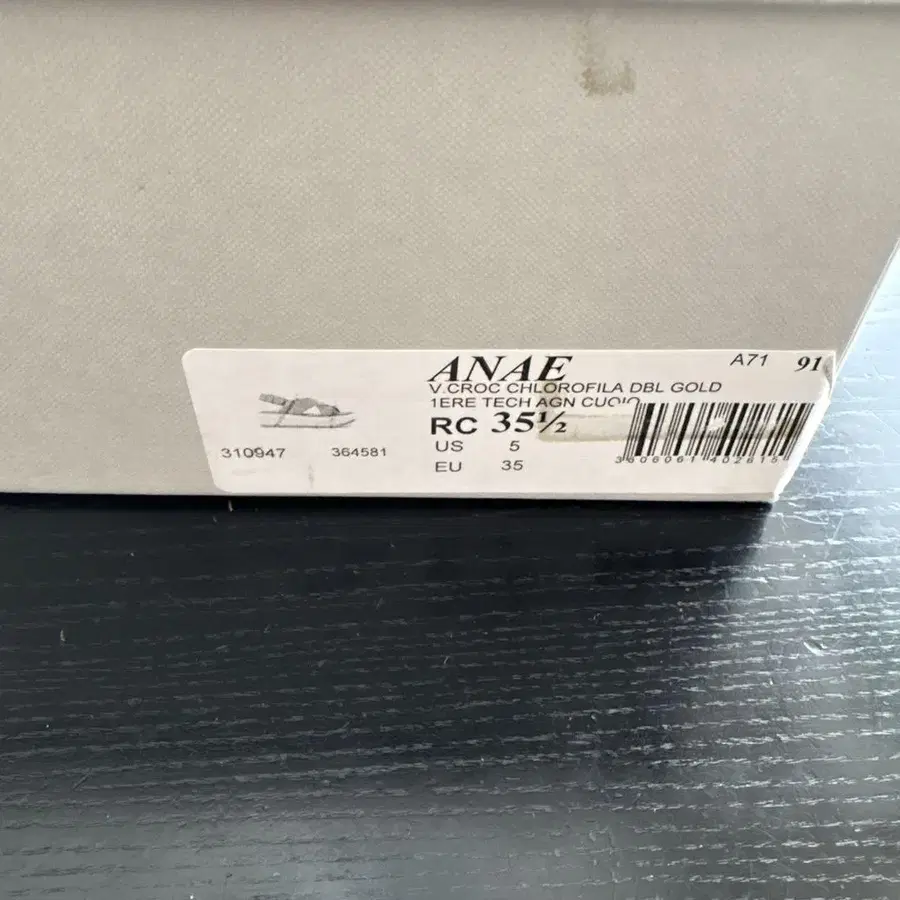 ANAE A71 91
V.CROC CHLOROFILA DBL GOLD
1ERE TECH AGN CUOIO
RC 35½
US 5
310947 364581
EU 35